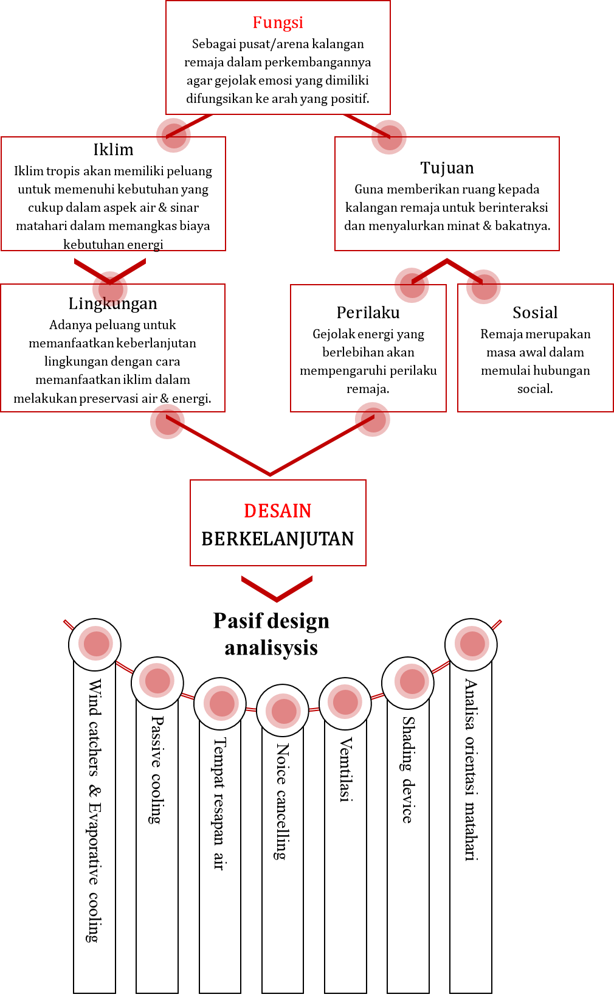 Fungsi
Sebagai pusat/arena kalangan
remaja dalam perkembangannya
agar gejolak emosi yang dimiliki
difungsikan ke arah yang positif.
Iklim
Iklim tropis akan memiliki peluang
untuk memenuhi kebutuhan yang
cukup dalam aspek air & sinar
matahari dalam memangkas biaya
kebutuhan energi
Tujuan
Guna memberikan ruang kepada
kalangan remaja untuk berinteraksi
dan menyalurkan minat & bakatnya.
Lingkungan
Adanya peluang untuk
memanfaatkan keberlanjutan
lingkungan dengan cara
memanfaatkan iklim dalam
melakukan preservasi air & energi.
Perilaku
Gejolak energi yang
berlebihan akan
mempengaruhi perilaku
remaja.
Sosial
Remaja merupakan
masa awal dalam
memulai hubungan
social.
DESAIN
BERKELANJUTAN
Pasif design
analisysis
Wind catchers & Evaporative cooling
Passive cooling
Tempat resapan air
Noice cancelling
Vemtilasi
Shading device
Analisa orientasi matahari